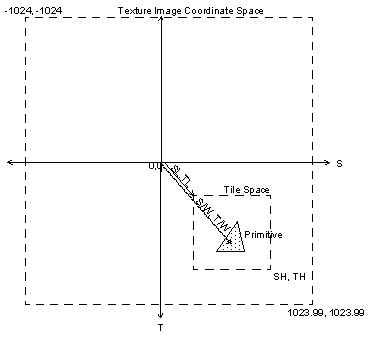 -1024, -1024
Texture Image Coordinate Space
0,0
S
SL, TL
S/W, T/W
Tile Space
Primitive
SH, TH
1023.99, 1023.99
T